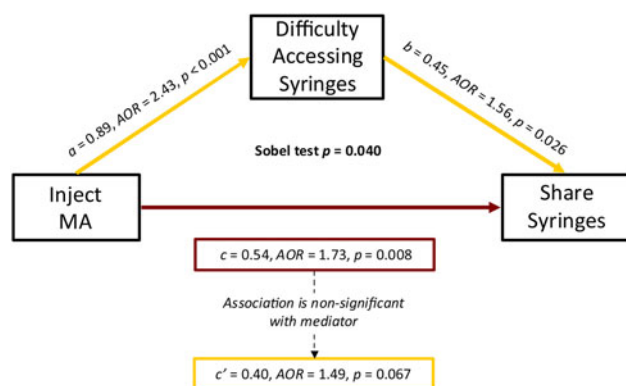 Difficulty
Accessing
Syringes
a = 0.89, AOR = 2.43, p < 0.001
b = 0.45, AOR = 1.56, p = 0.026
Sobel test p = 0.040
Inject
MA
Share
Syringes
c = 0.54, AOR = 1.73, p = 0.008
Association is non-significant
with mediator
c’ = 0.40, AOR = 1.49, p = 0.067